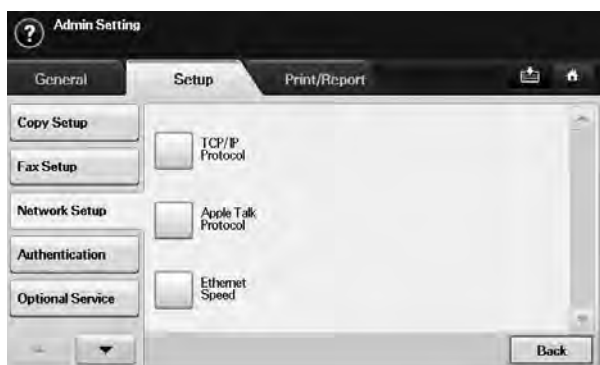 Admin Setting
General
Setup
Print/Report
Copy Setup
Fax Setup
Network Setup
Authentication
Optional Service
TCP/IP
Protocol
Apple Talk
Protocol
Ethernet
Speed
Back